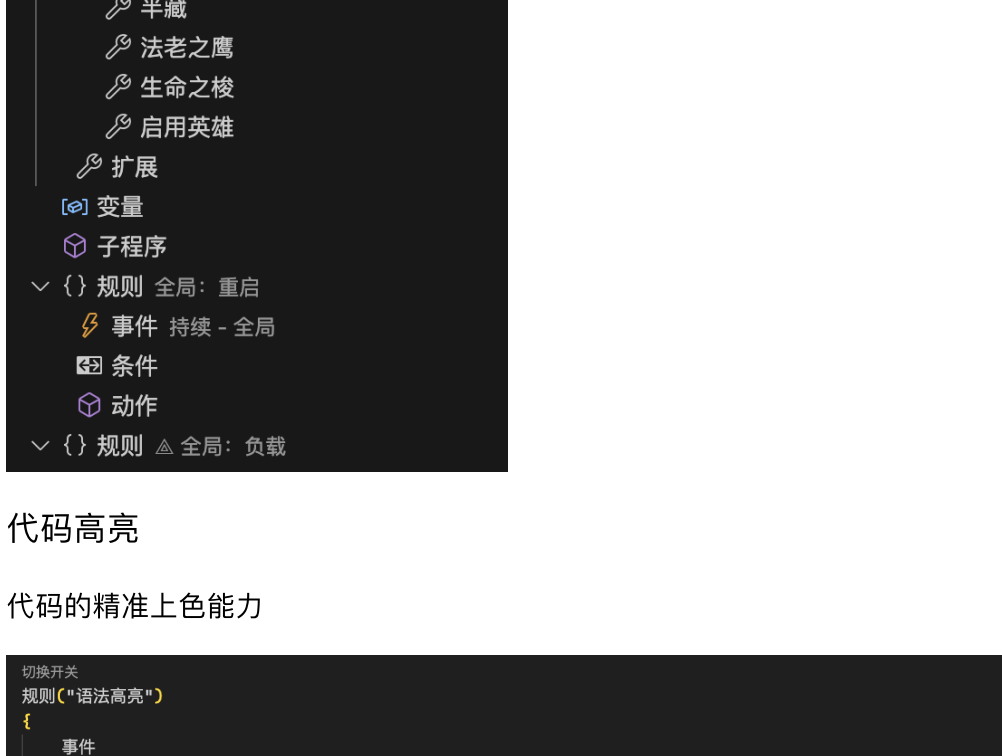 半藏
法老之鹰
生命之梭
启用英雄
扩展
变量
子程序
{} 规则 全局：重启
事件 持续 - 全局
条件
动作
{} 规则 ⚠ 全局：负载
代码高亮
代码的精准上色能力
切换开关
规则("语法高亮")
{
事件